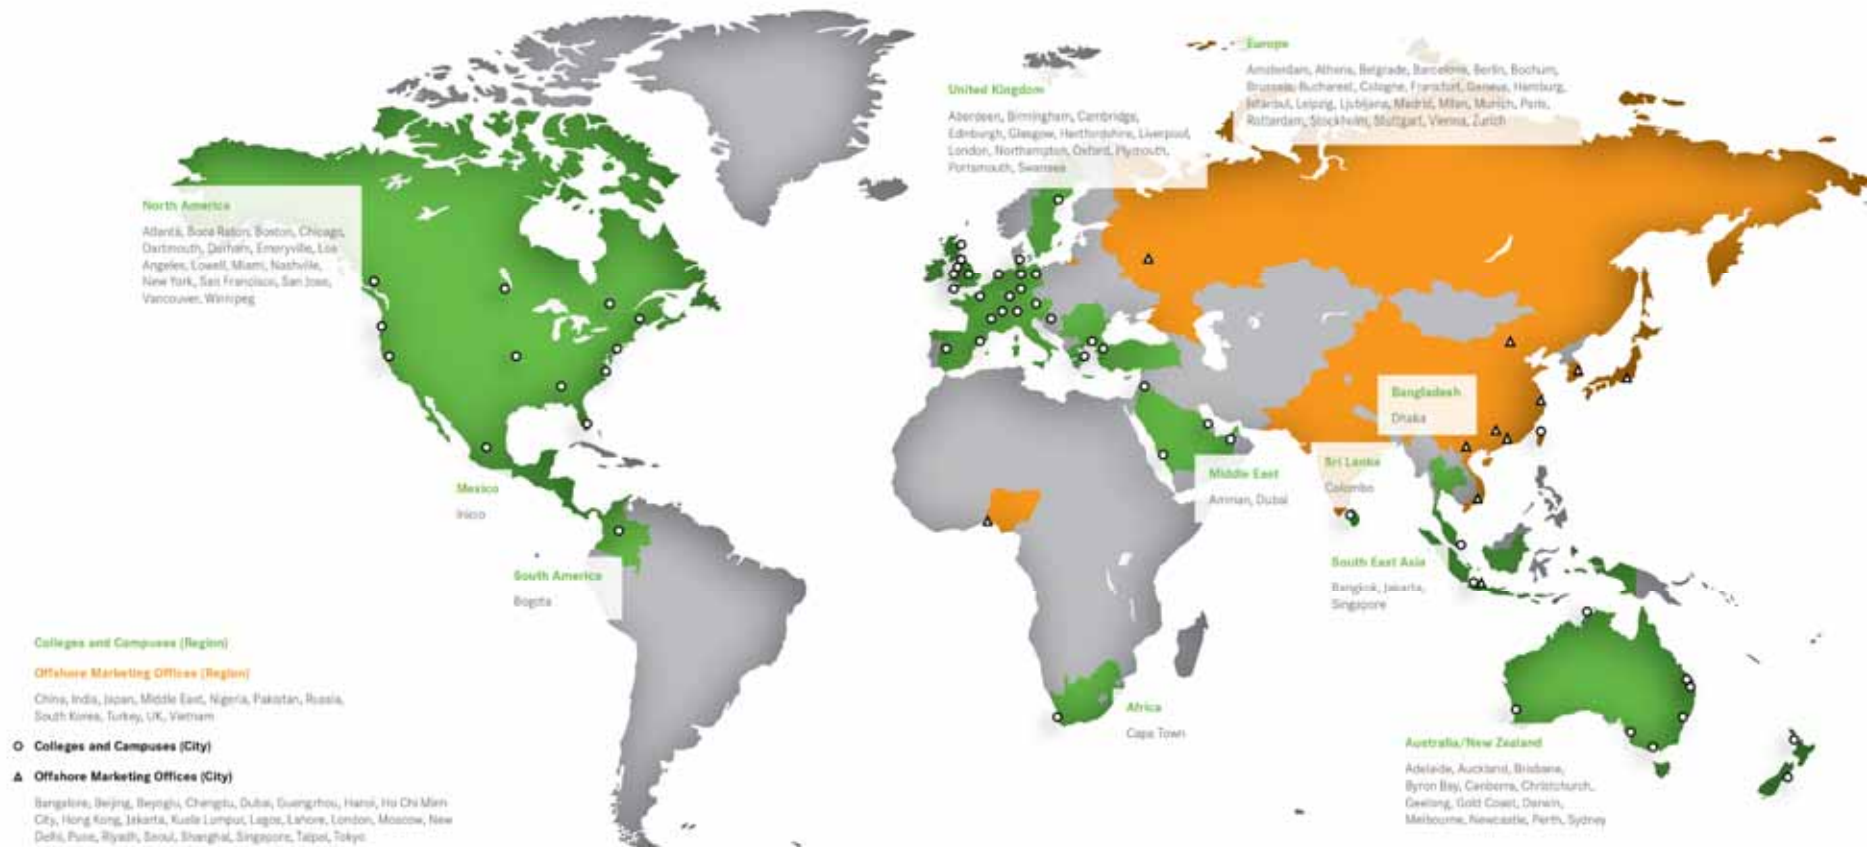 Europe
Amsterdam, Athens, Belgrade, Barcelona, Berlin, Bochum,
Brussels, Bucharest, Cologne, Frankfurt, Geneva, Hamburg,
Istanbul, Leipzig, Ljubljana, Madrid, Milan, Munich, Paris,
Rotterdam, Stockholm, Stuttgart, Vienna, Zurich
United Kingdom
Aberdeen, Birmingham, Cambridge,
Edinburgh, Glasgow, Hertfordshire, Liverpool,
London, Northampton, Oxford, Plymouth,
Portsmouth, Swansea
North America
Atlanta, Boca Raton, Boston, Chicago,
Dartmouth, Durham, Emeryville, Los
Angeles, Lowell, Miami, Nashville,
New York, San Francisco, San Jose,
Vancouver, Winnipeg
Bangladesh
Dhaka
Sri Lanka
Colombo
Middle East
Amman, Dubai
Mexico
South America
Bogota
South East Asia
Bangkok, Jakarta,
Singapore
Africa
Cape Town
Australia/New Zealand
Adelaide, Auckland, Brisbane,
Byron Bay, Canberra, Christchurch,
Geelong, Gold Coast, Darwin,
Melbourne, Newcastle, Perth, Sydney
Colleges and Campuses (Region)
Offshore Marketing Offices (Region)
China, India, Japan, Middle East, Nigeria, Pakistan, Russia,
South Korea, Turkey, UK, Vietnam
Colleges and Campuses (City)
Offshore Marketing Offices (City)
Bangalore, Beijing, Beyoglu, Chengdu, Dubai, Guangzhou, Hanoi, Ho Chi Minh
City, Hong Kong, Jakarta, Kuala Lumpur, Lagos, Lahore, London, Moscow, New
Delhi, Pune, Riyadh, Seoul, Shanghai, Singapore, Taipei, Tokyo